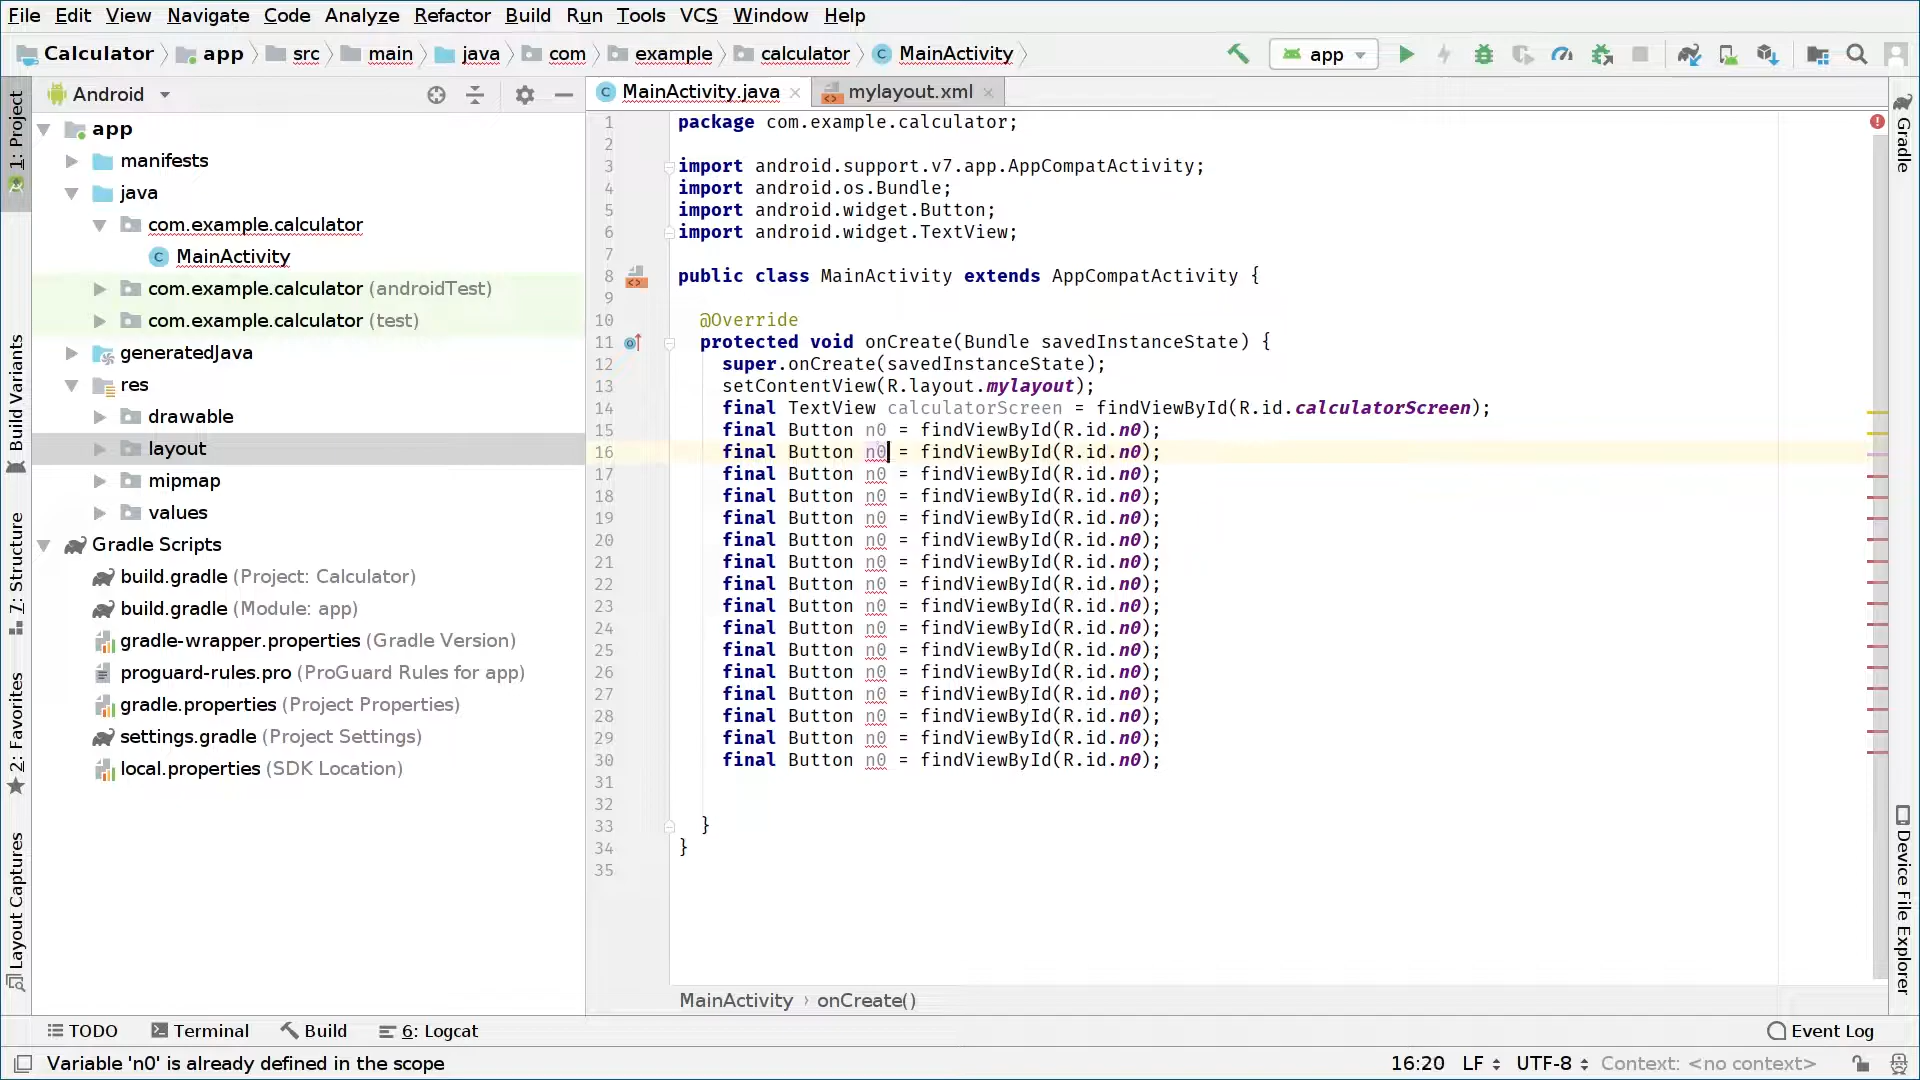 File Edit View Navigate Code Analyze Refactor Build Run Tools VCS Window Help
Calculator app src main java com example calculator MainActivity app
Android
MainActivity.java mylayout.xml
1: Project
Build Variants
7: Structure
2: Favorites
Layout Captures
app
manifests
java
com.example.calculator
MainActivity
com.example.calculator (androidTest)
com.example.calculator (test)
generatedJava
res
drawable
layout
mipmap
values
Gradle Scripts
build.gradle (Project: Calculator)
build.gradle (Module: app)
gradle-wrapper.properties (Gradle Version)
proguard-rules.pro (ProGuard Rules for app)
gradle.properties (Project Properties)
settings.gradle (Project Settings)
local.properties (SDK Location)
1 package com.example.calculator;
2
3 import android.support.v7.app.AppCompatActivity;
4 import android.os.Bundle;
5 import android.widget.Button;
6 import android.widget.TextView;
7
8 public class MainActivity extends AppCompatActivity {
9
10 @Override
11 protected void onCreate(Bundle savedInstanceState) {
12 super.onCreate(savedInstanceState);
13 setContentView(R.layout.mylayout);
14 final TextView calculatorScreen = findViewById(R.id.calculatorScreen);
15 final Button n0 = findViewById(R.id.n0);
16 final Button n0 = findViewById(R.id.n0);
17 final Button n0 = findViewById(R.id.n0);
18 final Button n0 = findViewById(R.id.n0);
19 final Button n0 = findViewById(R.id.n0);
20 final Button n0 = findViewById(R.id.n0);
21 final Button n0 = findViewById(R.id.n0);
22 final Button n0 = findViewById(R.id.n0);
23 final Button n0 = findViewById(R.id.n0);
24 final Button n0 = findViewById(R.id.n0);
25 final Button n0 = findViewById(R.id.n0);
26 final Button n0 = findViewById(R.id.n0);
27 final Button n0 = findViewById(R.id.n0);
28 final Button n0 = findViewById(R.id.n0);
29 final Button n0 = findViewById(R.id.n0);
30 final Button n0 = findViewById(R.id.n0);
31
32
33 }
34 }
35
Gradle
Device File Explorer
MainActivity › onCreate()
TODO Terminal Build 6: Logcat Event Log
Variable 'n0' is already defined in the scope 16:20 LF UTF-8 Context: <no context>